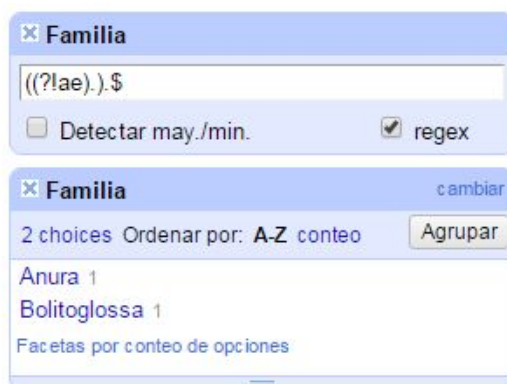 Familia
((?!ae).).$
Detectar may./min. regex
Familia cambiar
2 choices Ordenar por: A-Z conteo Agrupar
Anura 1
Bolitoglossa 1
Facetas por conteo de opciones